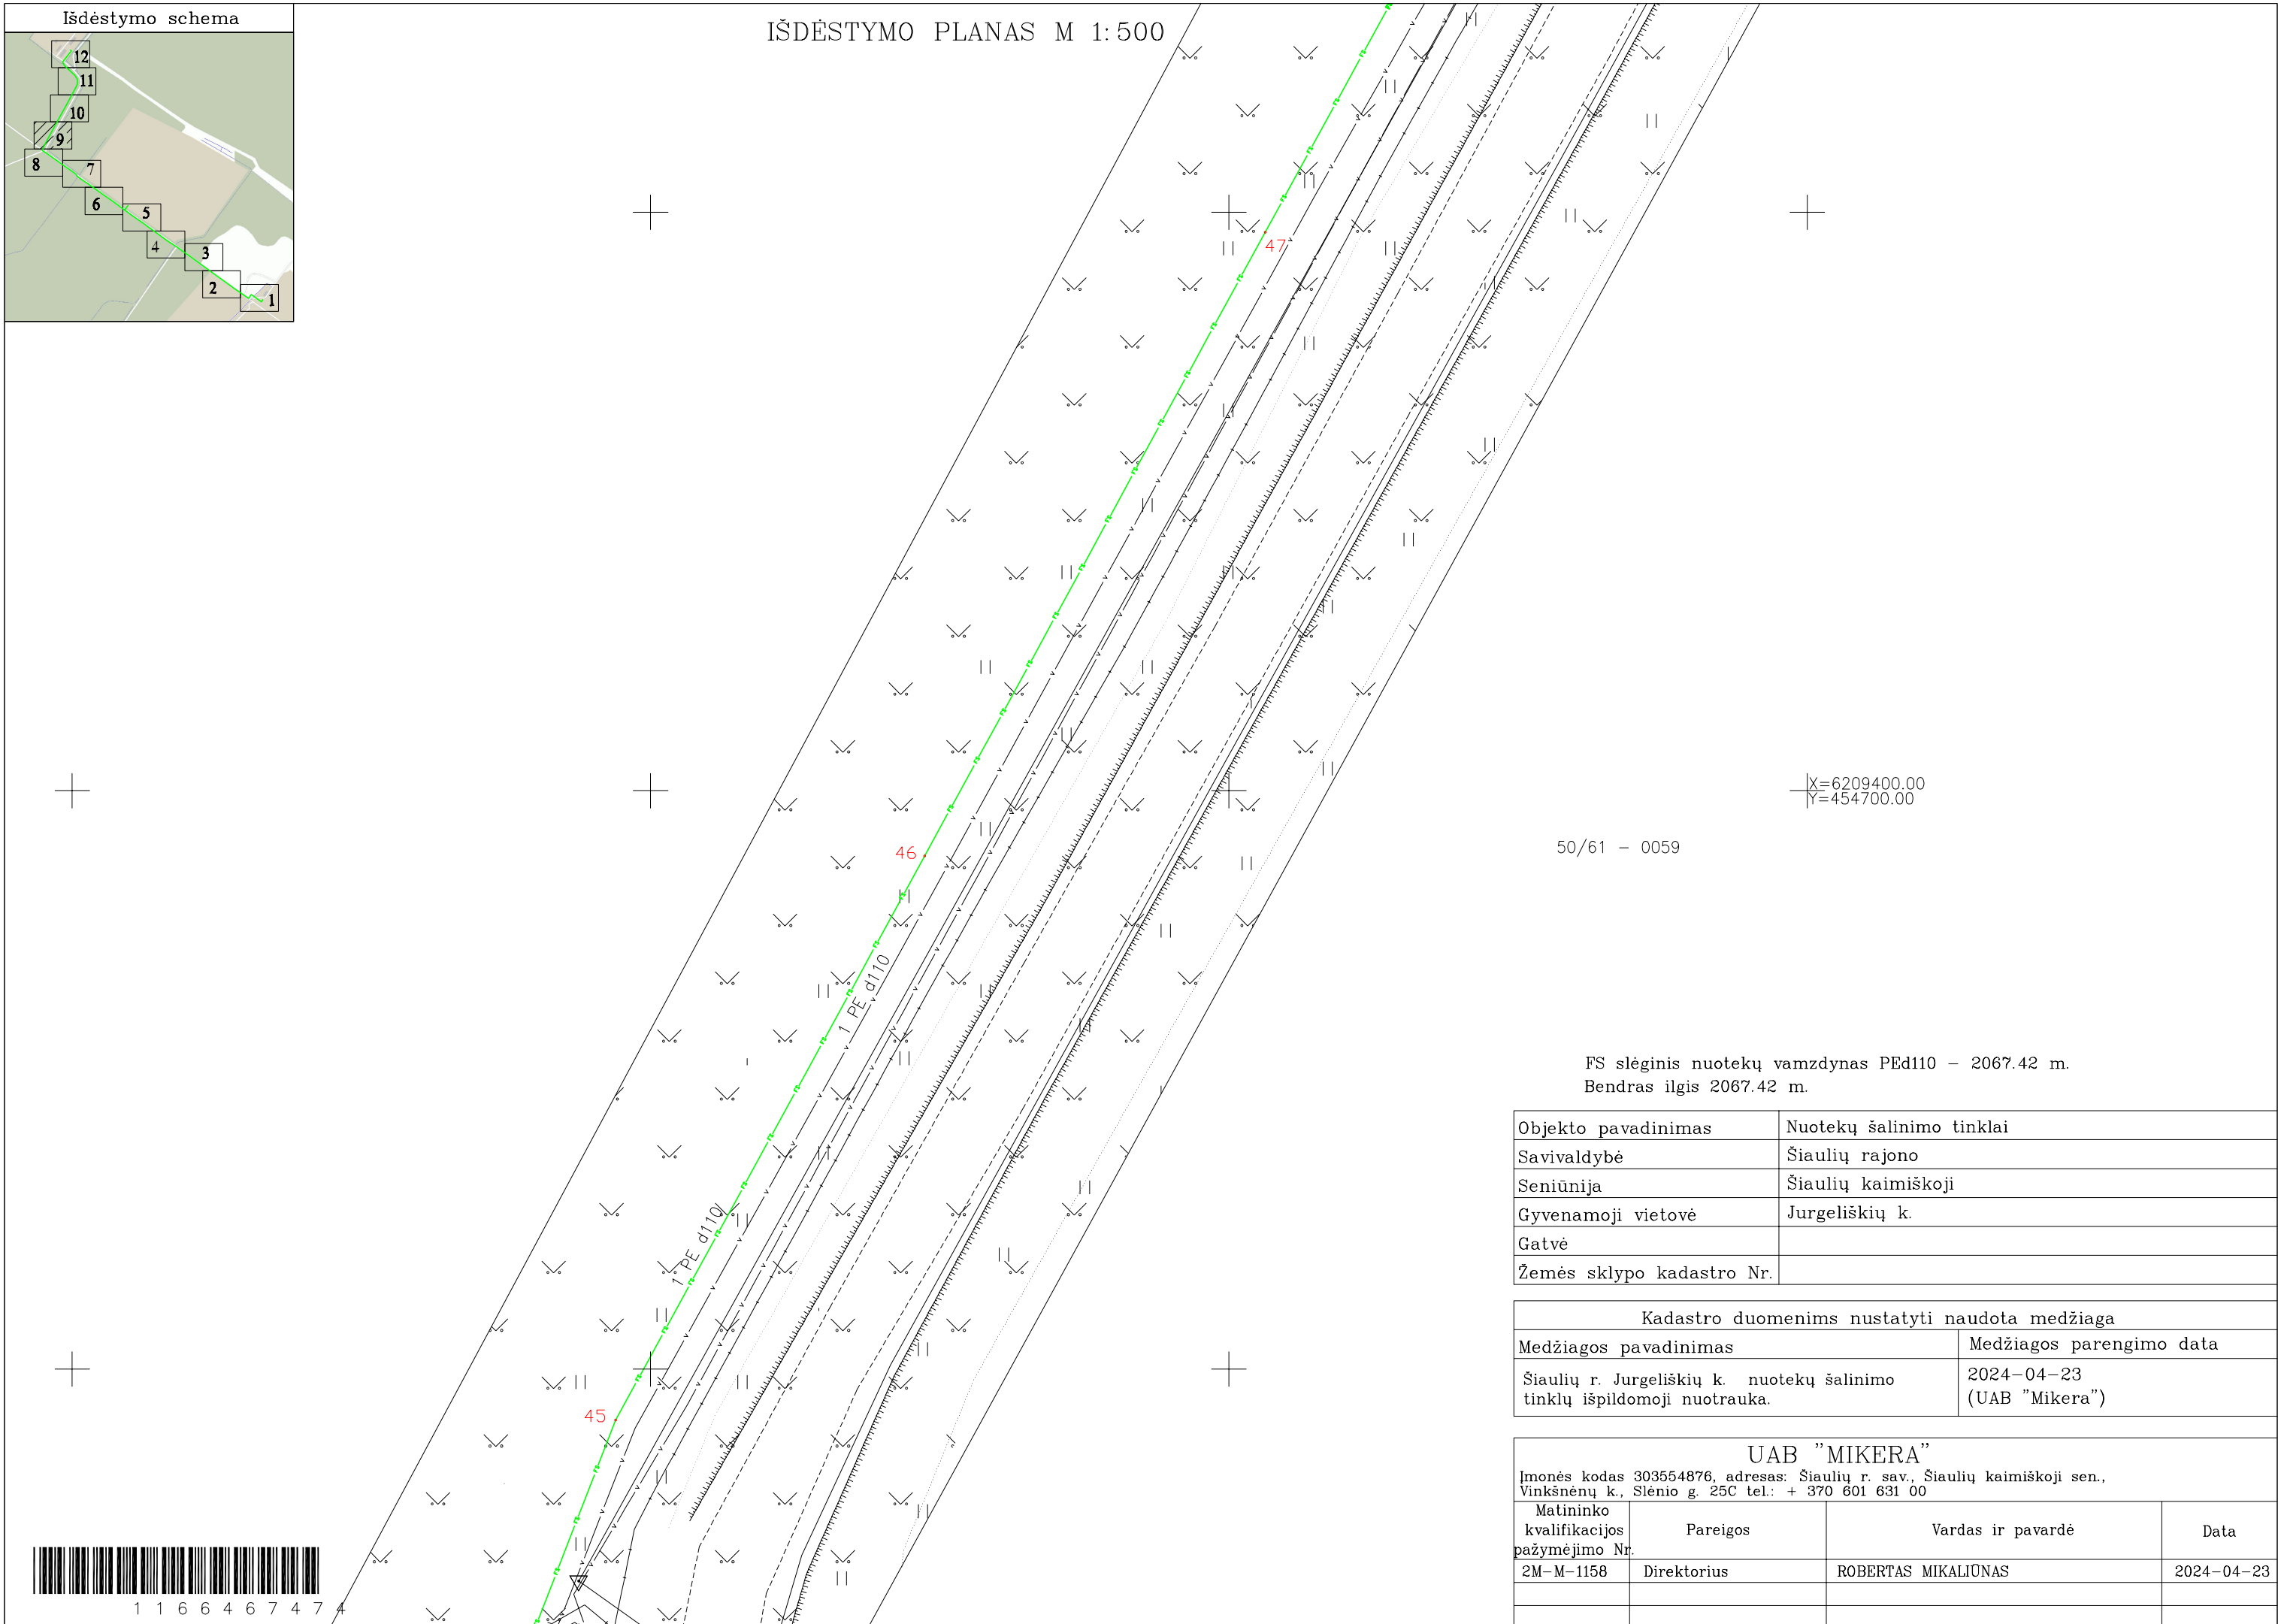 Išdėstymo schema
IŠDĖSTYMO PLANAS M 1:500
12
11
10
9
8
7
6
5
4
3
2
1
47
X=6209400.00
Y=454700.00
50/61 - 0059
46
1 PE d110
1 PE d110
45
FS slėginis nuotekų vamzdynas PEd110 - 2067.42 m.
Bendras ilgis 2067.42 m.
Objekto pavadinimas Nuotekų šalinimo tinklai
Savivaldybė Šiaulių rajono
Seniūnija Šiaulių kaimiškoji
Gyvenamoji vietovė Jurgeliškių k.
Gatvė
Žemės sklypo kadastro Nr.
Kadastro duomenims nustatyti naudota medžiaga
Medžiagos pavadinimas Medžiagos parengimo data
Šiaulių r. Jurgeliškių k. nuotekų šalinimo 2024-04-23
tinklų išpildomoji nuotrauka. (UAB "Mikera")
UAB "MIKERA"
Įmonės kodas 303554876, adresas: Šiaulių r. sav., Šiaulių kaimiškoji sen.,
Vinkšnėnų k., Slėnio g. 25C tel.: + 370 601 631 00
Matininko
kvalifikacijos Pareigos Vardas ir pavardė Data
pažymėjimo Nr.
2M-M-1158 Direktorius ROBERTAS MIKALIŪNAS 2024-04-23
1 1 6 6 4 6 7 4 7 4